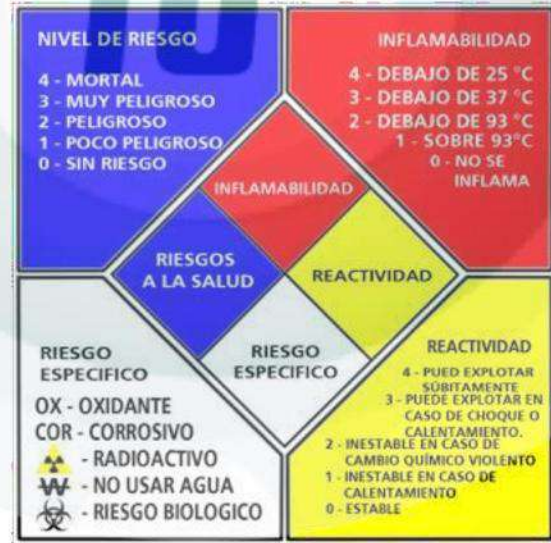 NIVEL DE RIESGO
4 - MORTAL
3 - MUY PELIGROSO
2 - PELIGROSO
1 - POCO PELIGROSO
0 - SIN RIESGO
INFLAMABILIDAD
4 - DEBAJO DE 25 °C
3 - DEBAJO DE 37 °C
2 - DEBAJO DE 93 °C
1 - SOBRE 93°C
0 - NO SE
INFLAMA
INFLAMABILIDAD
RIESGOS
A LA SALUD
REACTIVIDAD
RIESGO
ESPECIFICO
RIESGO
ESPECIFICO
OX - OXIDANTE
COR - CORROSIVO
- RADIOACTIVO
W - NO USAR AGUA
- RIESGO BIOLOGICO
REACTIVIDAD
4 - PUED EXPLOTAR
SÚBITAMENTE
3 - PUEDE EXPLOTAR EN
CASO DE CHOQUE O
CALENTAMIENTO.
2 - INESTABLE EN CASO DE
CAMBIO QUÍMICO VIOLENTO
1 - INESTABLE EN CASO DE
CALENTAMIENTO
0 - ESTABLE